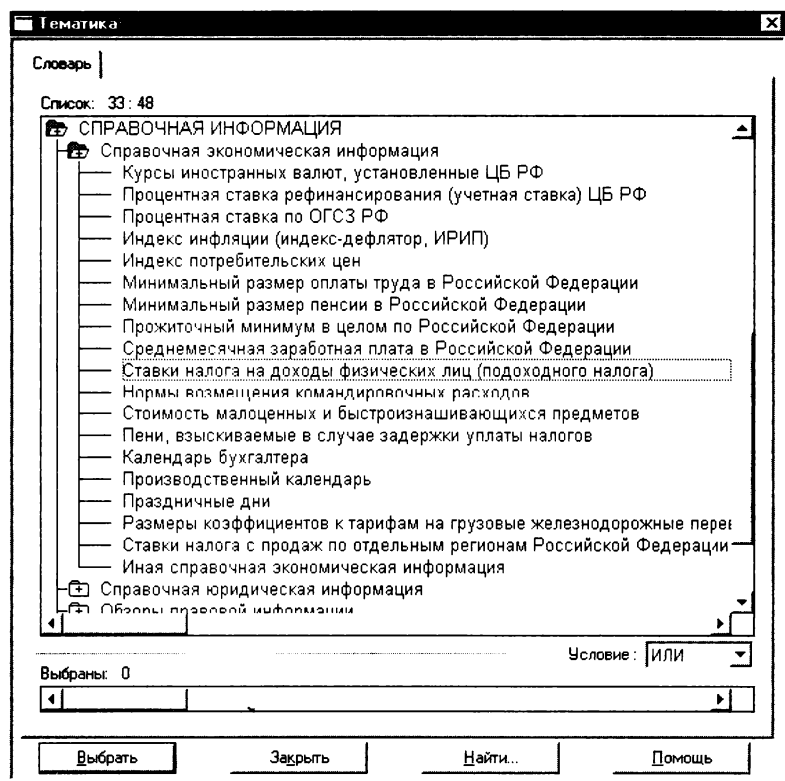 Тематика
Словарь
Список: 33 : 48
СПРАВОЧНАЯ ИНФОРМАЦИЯ
Справочная экономическая информация
Курсы иностранных валют, установленные ЦБ РФ
Процентная ставка рефинансирования (учетная ставка) ЦБ РФ
Процентная ставка по ОГСЗ РФ
Индекс инфляции (индекс-дефлятор, ИРИП)
Индекс потребительских цен
Минимальный размер оплаты труда в Российской Федерации
Минимальный размер пенсии в Российской Федерации
Прожиточный минимум в целом по Российской Федерации
Среднемесячная заработная плата в Российской Федерации
Ставки налога на доходы физических лиц (подоходного налога)
Нормы возмещения командировочных расходов
Стоимость малоценных и быстроизнашивающихся предметов
Пени, взыскиваемые в случае задержки уплаты налогов
Календарь бухгалтера
Производственный календарь
Праздничные дни
Размеры коэффициентов к тарифам на грузовые железнодорожные
Ставки налога с продаж по отдельным регионам Российской Федерации
Иная справочная экономическая информация
Справочная юридическая информация
Обзоры правовой информации
Условие: ИЛИ
Выбраны: 0
Выбрать Закрыть Найти... Помощь